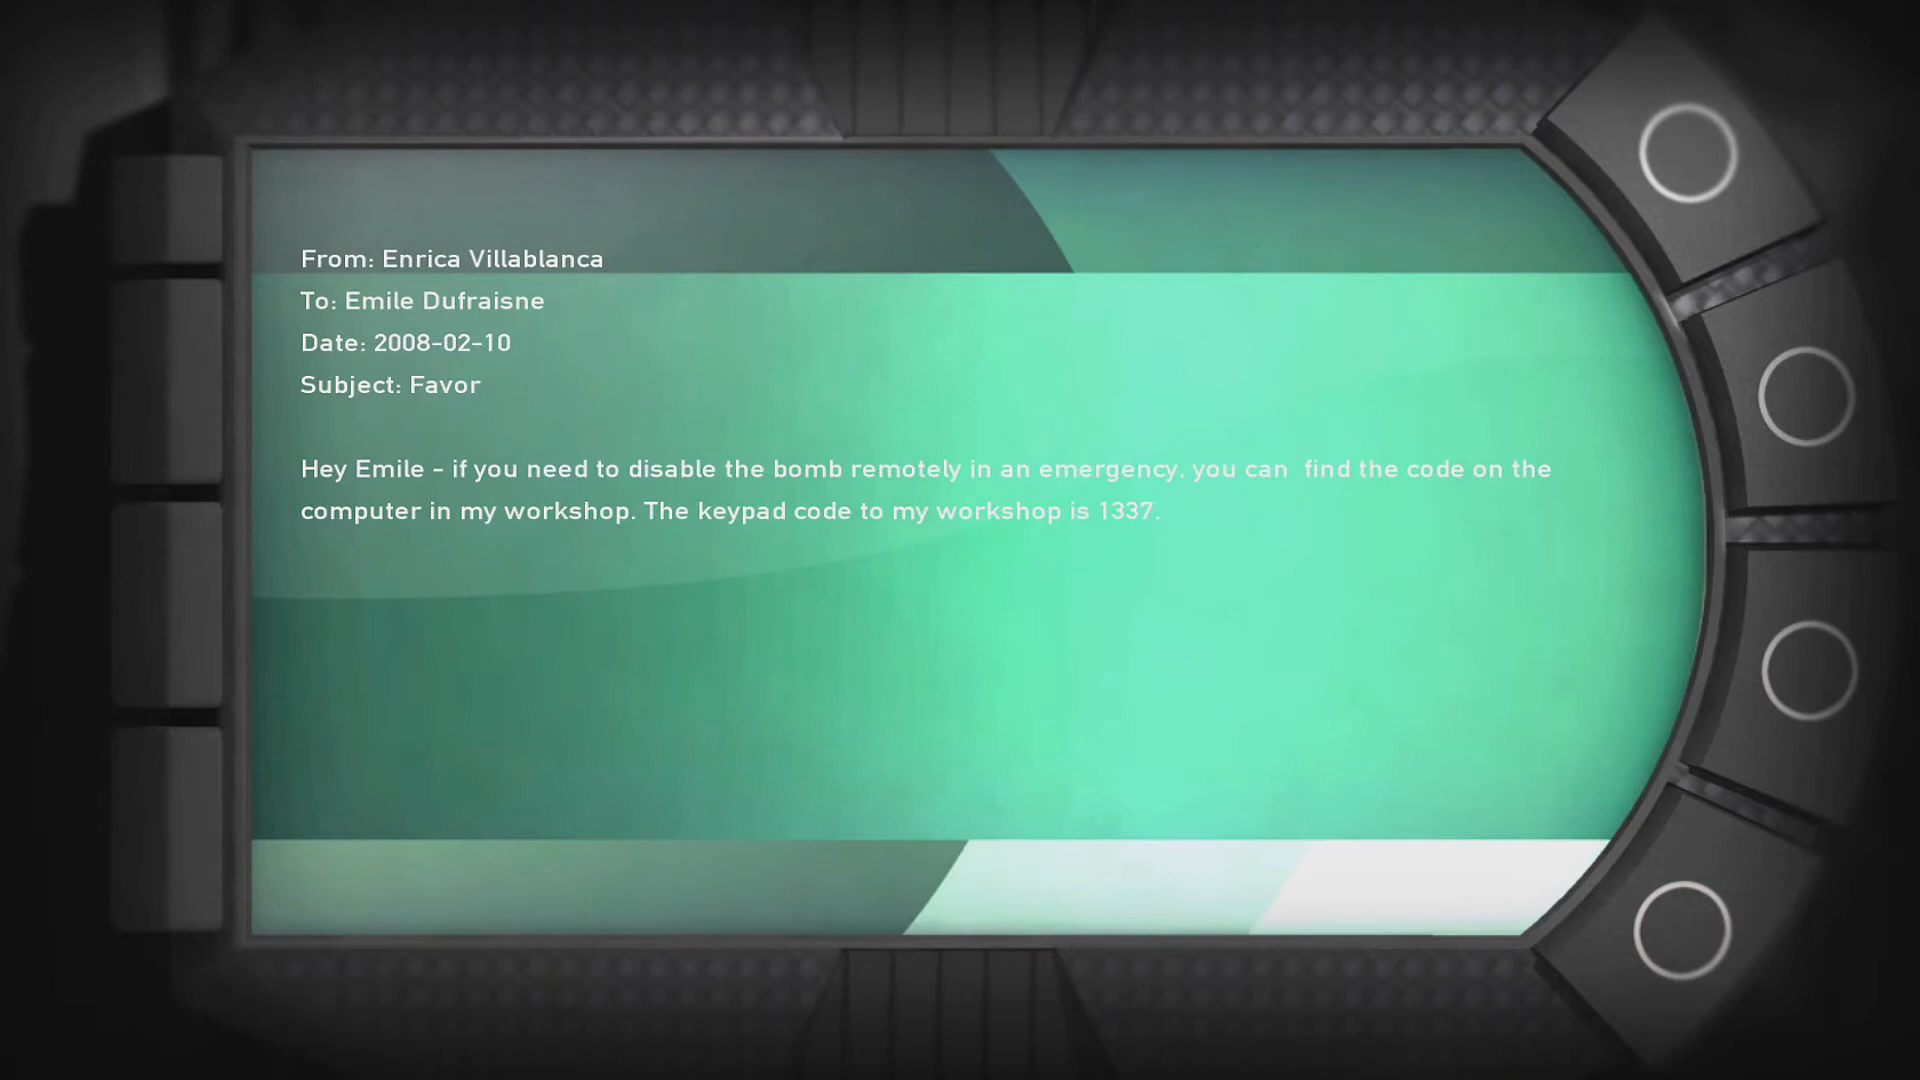 From: Enrica Villablanca
To: Emile Dufraisne
Date: 2008-02-10
Subject: Favor
Hey Emile - if you need to disable the bomb remotely in an emergency. you can  find the code on the
computer in my workshop. The keypad code to my workshop is 1337.